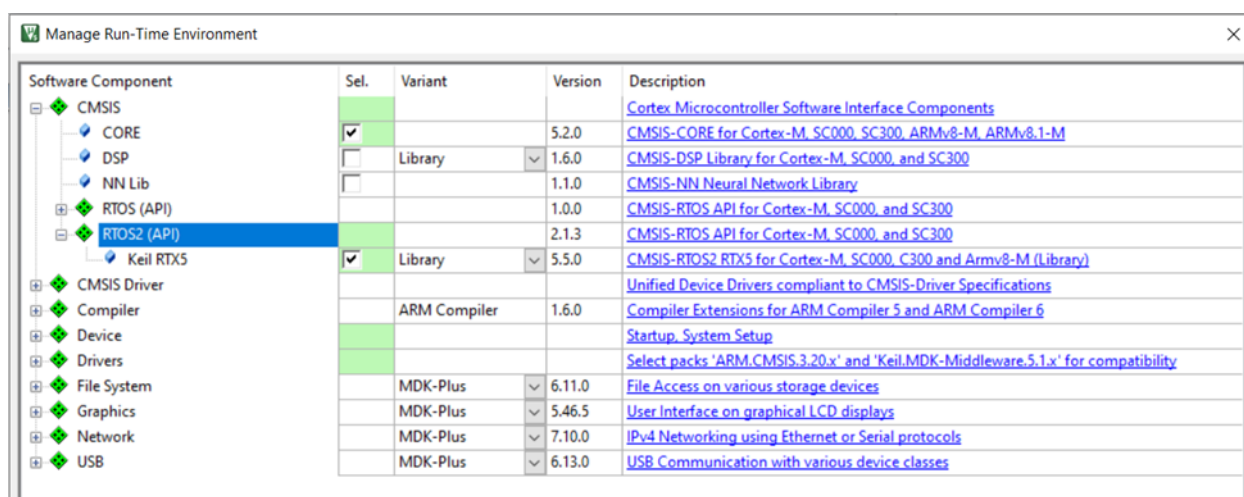 Manage Run-Time Environment
Software Component Sel. Variant Version Description
CMSIS Cortex Microcontroller Software Interface Components
CORE 5.2.0 CMSIS-CORE for Cortex-M, SC000, SC300, ARMv8-M, ARMv8.1-M
DSP Library 1.6.0 CMSIS-DSP Library for Cortex-M, SC000, and SC300
NN Lib 1.1.0 CMSIS-NN Neural Network Library
RTOS (API) 1.0.0 CMSIS-RTOS API for Cortex-M, SC000, and SC300
RTOS2 (API) 2.1.3 CMSIS-RTOS API for Cortex-M, SC000, and SC300
Keil RTX5 Library 5.5.0 CMSIS-RTOS2 RTX5 for Cortex-M, SC000, C300 and Armv8-M (Library)
CMSIS Driver Unified Device Drivers compliant to CMSIS-Driver Specifications
Compiler ARM Compiler 1.6.0 Compiler Extensions for ARM Compiler 5 and ARM Compiler 6
Device Startup, System Setup
Drivers Select packs 'ARM.CMSIS.3.20.x' and 'Keil.MDK-Middleware.5.1.x' for compatibility
File System MDK-Plus 6.11.0 File Access on various storage devices
Graphics MDK-Plus 5.46.5 User Interface on graphical LCD displays
Network MDK-Plus 7.10.0 IPv4 Networking using Ethernet or Serial protocols
USB MDK-Plus 6.13.0 USB Communication with various device classes